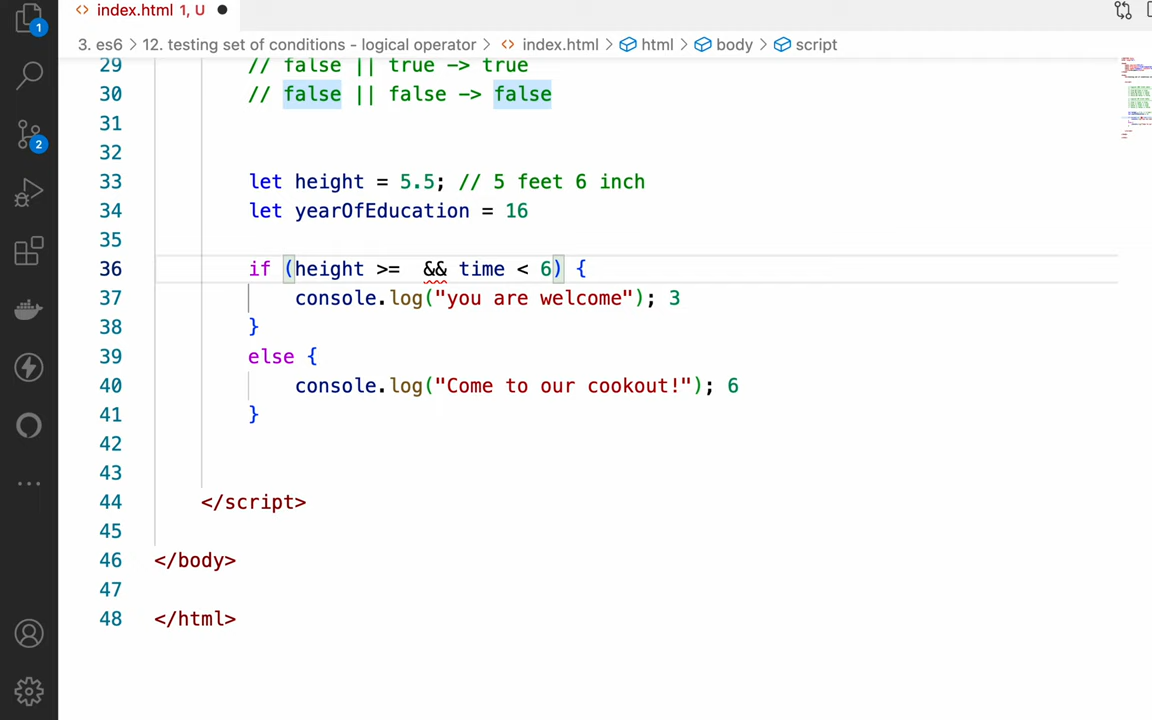 index.html 1, U
1
3. es6 > 12. testing set of conditions - logical operator > <> index.html > html > body > script
29 // false || true -> true
30 // false || false -> false
31
32
33 let height = 5.5; // 5 feet 6 inch
34 let yearOfEducation = 16
35
36 if (height >=  && time < 6) {
2
37 console.log("you are welcome"); 3
38 }
39 else {
40 console.log("Come to our cookout!"); 6
41 }
42
43
44 </script>
45
46 </body>
47
48 </html>